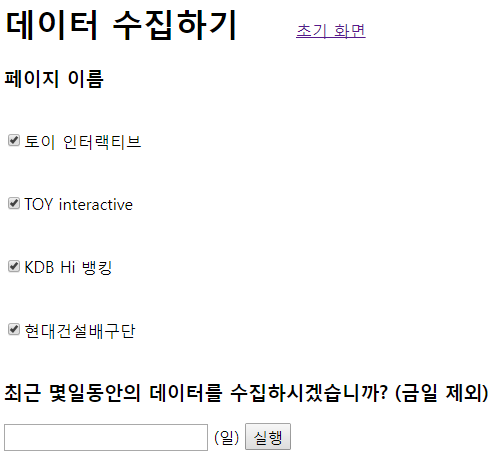 데이터 수집하기 초기 화면
페이지 이름
토이 인터랙티브
TOY interactive
KDB Hi 뱅킹
현대건설배구단
최근 몇일동안의 데이터를 수집하시겠습니까? (금일 제외)
(일) 실행